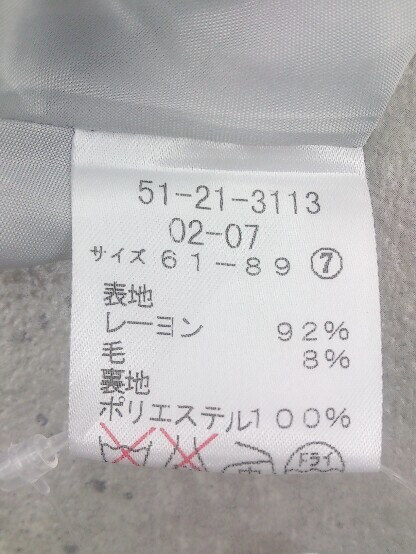 51-21-3113
02-07
サイズ 61-89 ⑦
表地
レーヨン 92%
毛 8%
裏地
ポリエステル100%
ドライ